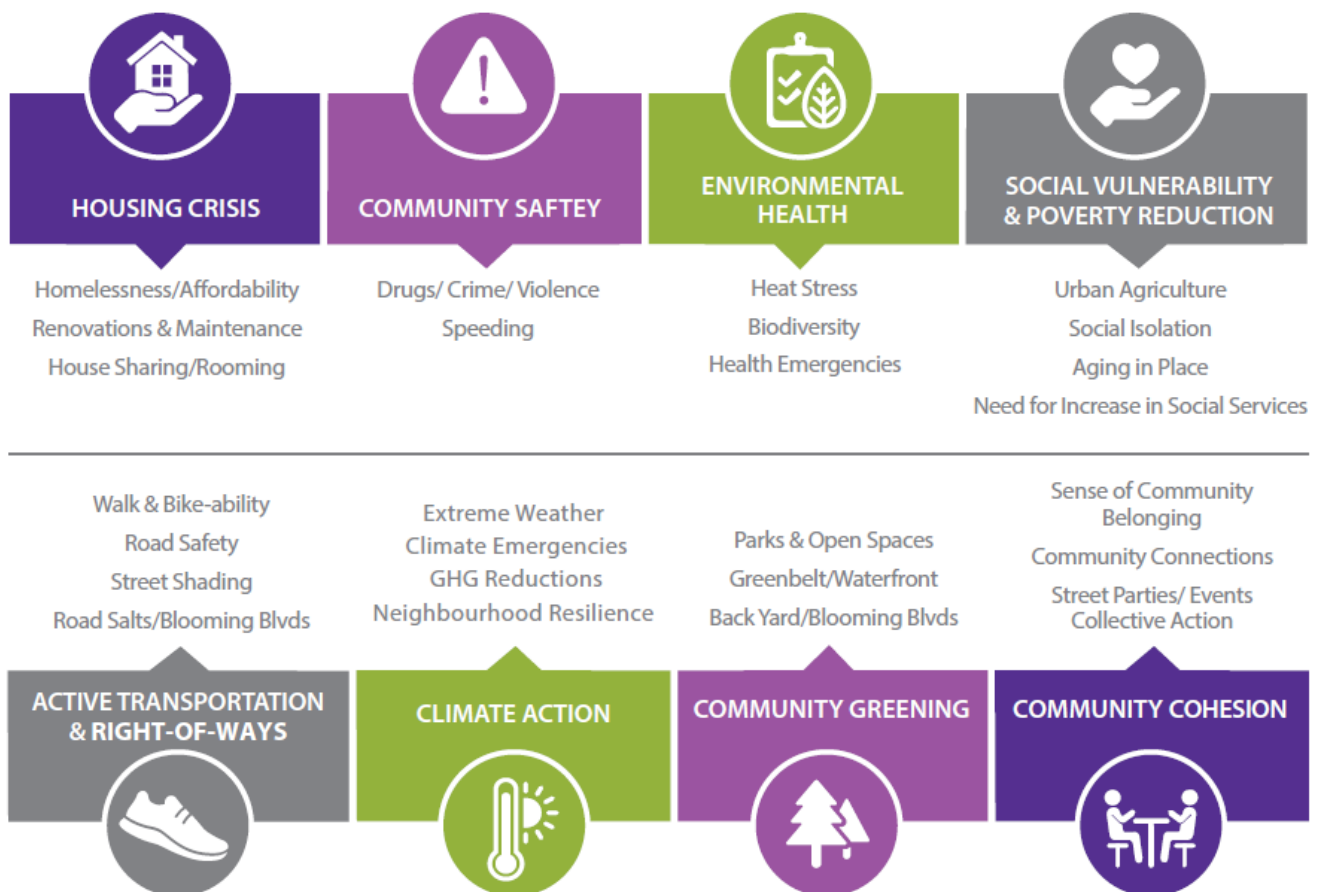 HOUSING CRISIS
Homelessness/Affordability
Renovations & Maintenance
House Sharing/Rooming
COMMUNITY SAFTEY
Drugs/ Crime/ Violence
Speeding
ENVIRONMENTAL
HEALTH
Heat Stress
Biodiversity
Health Emergencies
SOCIAL VULNERABILITY
& POVERTY REDUCTION
Urban Agriculture
Social Isolation
Aging in Place
Need for Increase in Social Services
Walk & Bike-ability
Road Safety
Street Shading
Road Salts/Blooming Blvds
ACTIVE TRANSPORTATION
& RIGHT-OF-WAYS
Extreme Weather
Climate Emergencies
GHG Reductions
Neighbourhood Resilience
CLIMATE ACTION
Parks & Open Spaces
Greenbelt/Waterfront
Back Yard/Blooming Blvds
COMMUNITY GREENING
Sense of Community
Belonging
Community Connections
Street Parties/ Events
Collective Action
COMMUNITY COHESION